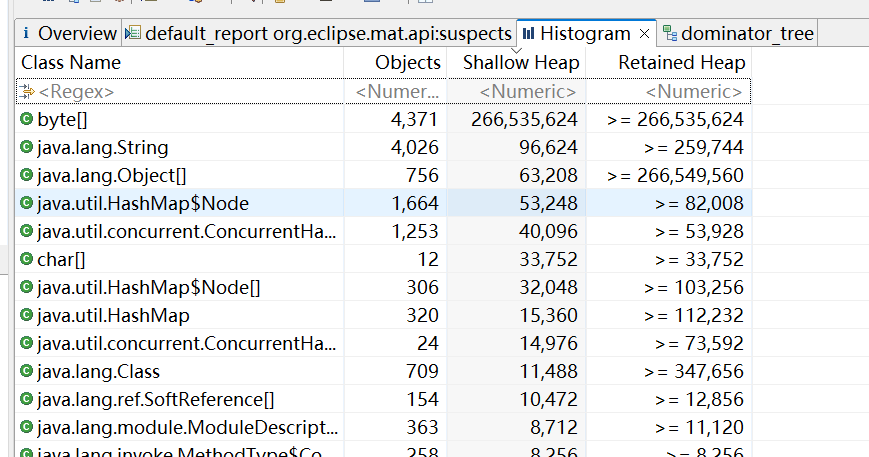 Overview default_report org.eclipse.mat.api:suspects Histogram dominator_tree
Class Name Objects Shallow Heap Retained Heap
<Regex> <Numer... <Numeric> <Numeric>
byte[] 4,371 266,535,624 >= 266,535,624
java.lang.String 4,026 96,624 >= 259,744
java.lang.Object[] 756 63,208 >= 266,549,560
java.util.HashMap$Node 1,664 53,248 >= 82,008
java.util.concurrent.ConcurrentHa... 1,253 40,096 >= 53,928
char[] 12 33,752 >= 33,752
java.util.HashMap$Node[] 306 32,048 >= 103,256
java.util.HashMap 320 15,360 >= 112,232
java.util.concurrent.ConcurrentHa... 24 14,976 >= 73,592
java.lang.Class 709 11,488 >= 347,656
java.lang.ref.SoftReference[] 154 10,472 >= 12,856
java.lang.module.ModuleDescript... 363 8,712 >= 11,120
java.lang.invoke.MethodType$Co... 258 8,256 >= 8,256